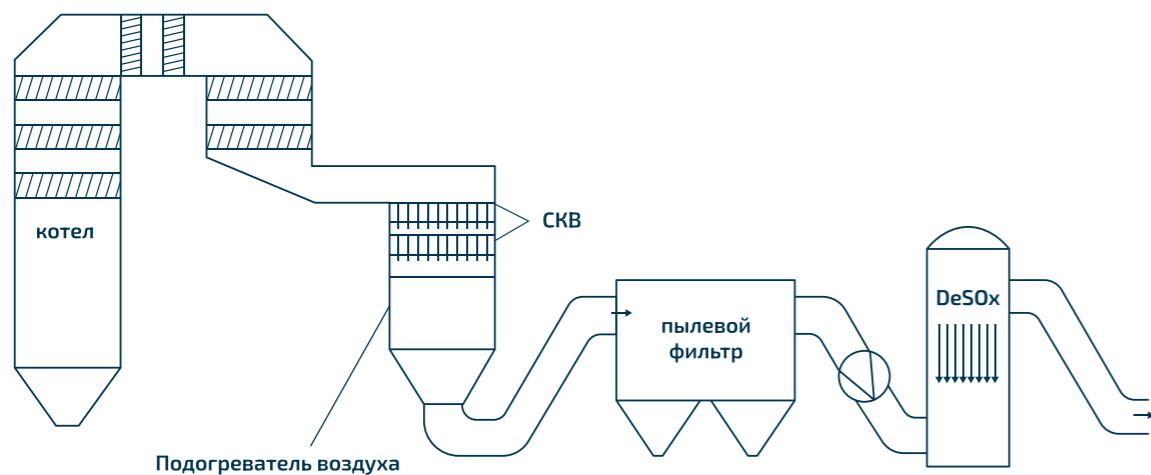 котел
СКВ
DeSOx
пылевой
фильтр
Подогреватель воздуха